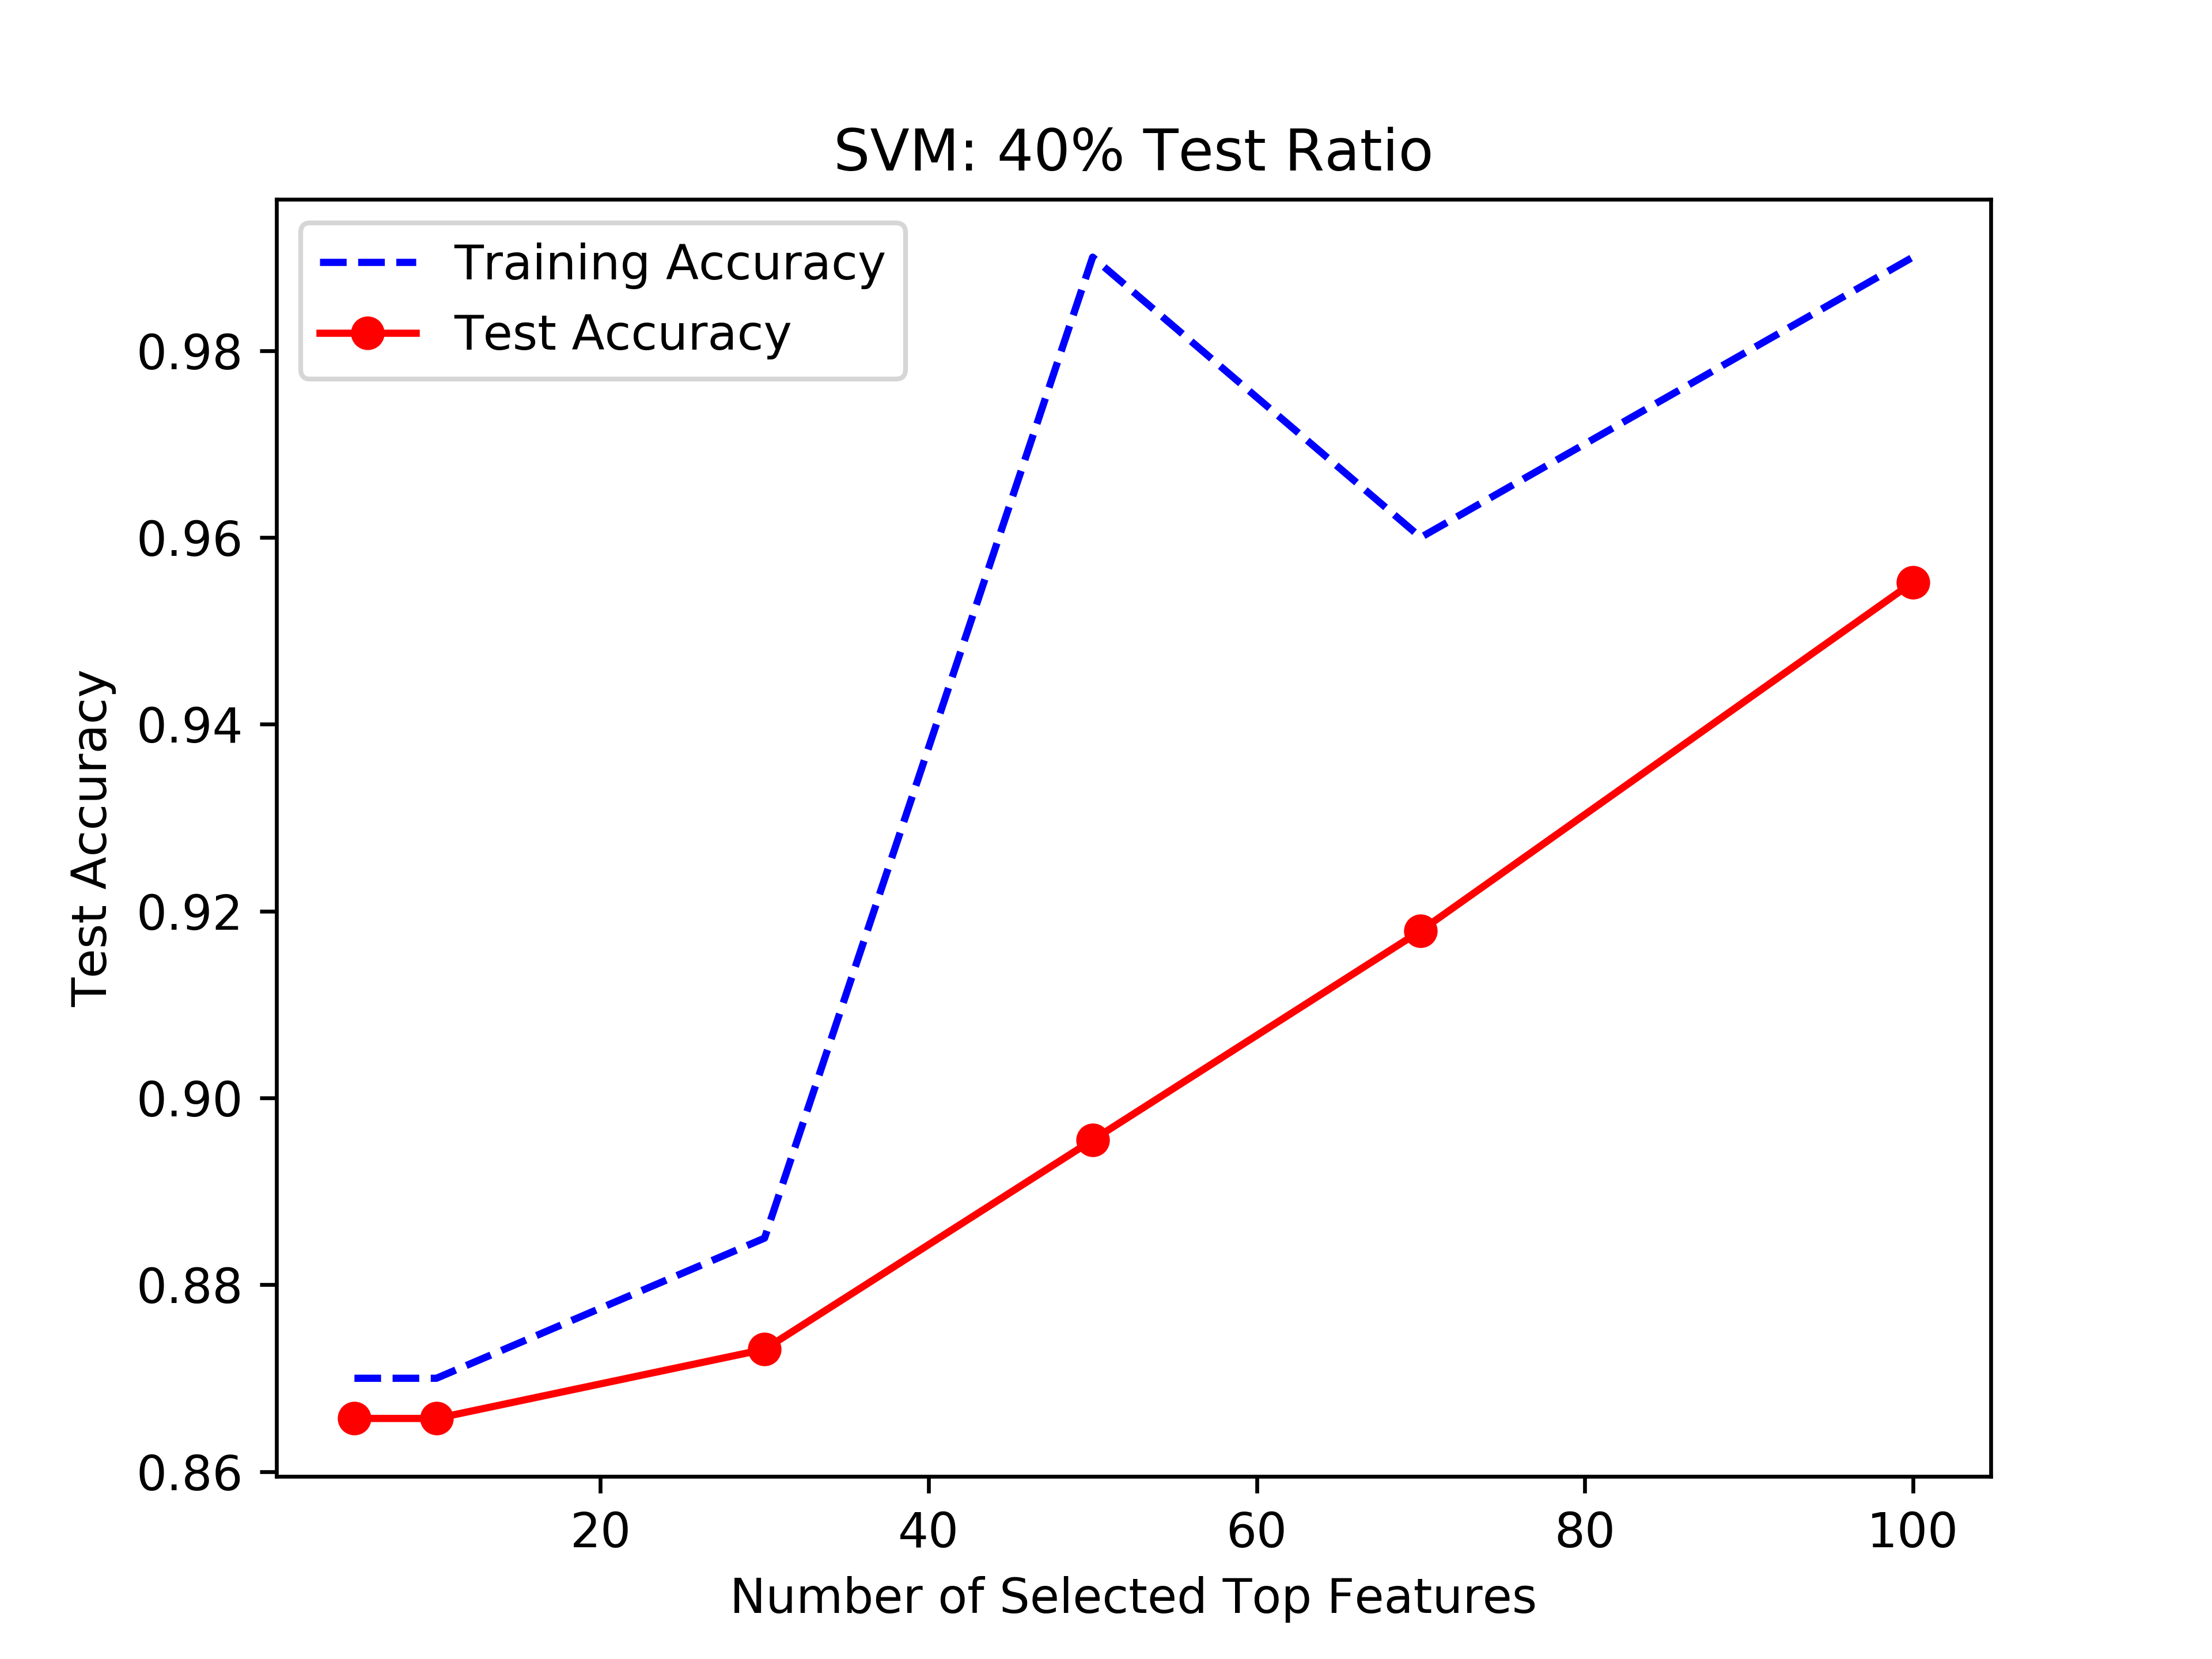 SVM: 40% Test Ratio
Training Accuracy
Test Accuracy
0.98
0.96
0.94
0.92
0.90
0.88
0.86
Test Accuracy
20 40 60 80 100
Number of Selected Top Features